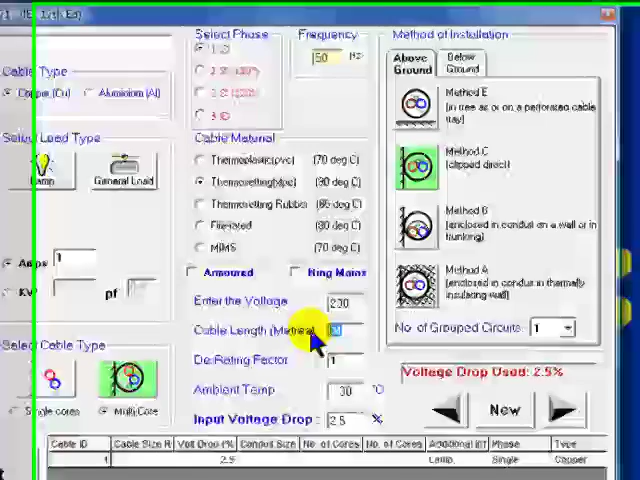 Select Phase
Frequency
Method of Installation
50 Hz
Above Ground
Below Ground
Cable Type
Copper (Cu)
Aluminium (Al)
3 Ø
Method E
(in tree as or on a perforated cable tray)
Select Load Type
Cable Material
Thermoplastic(pvc) (70 deg C)
Method C
(clipped direct)
Lamp
General Load
Thermosetting(xlpe) (90 deg C)
Thermosetting Rubber (85 deg C)
Method B
(enclosed in conduit on a wall or in trunking)
MIMS (70 deg C)
Amps 1
Armoured
Ring Mains
Method A
(enclosed in conduit in thermally insulating wall)
KW
pf
Enter the Voltage 230
Cable Length (Metres)
No. of Grouped Circuits: 1
Select Cable Type
De:Rating Factor 1
Voltage Drop Used: 2.5%
Ambient Temp 30 °C
Single cores
Multi-Core
Input Voltage Drop : 2.5 %
New
Cable ID
Cable Size R
Volt Drop (%
Conduit Size
No. of Cores
No. of Cores
Additional Inf
Phase
Type
1
2.5
Lamp,
Single
Copper